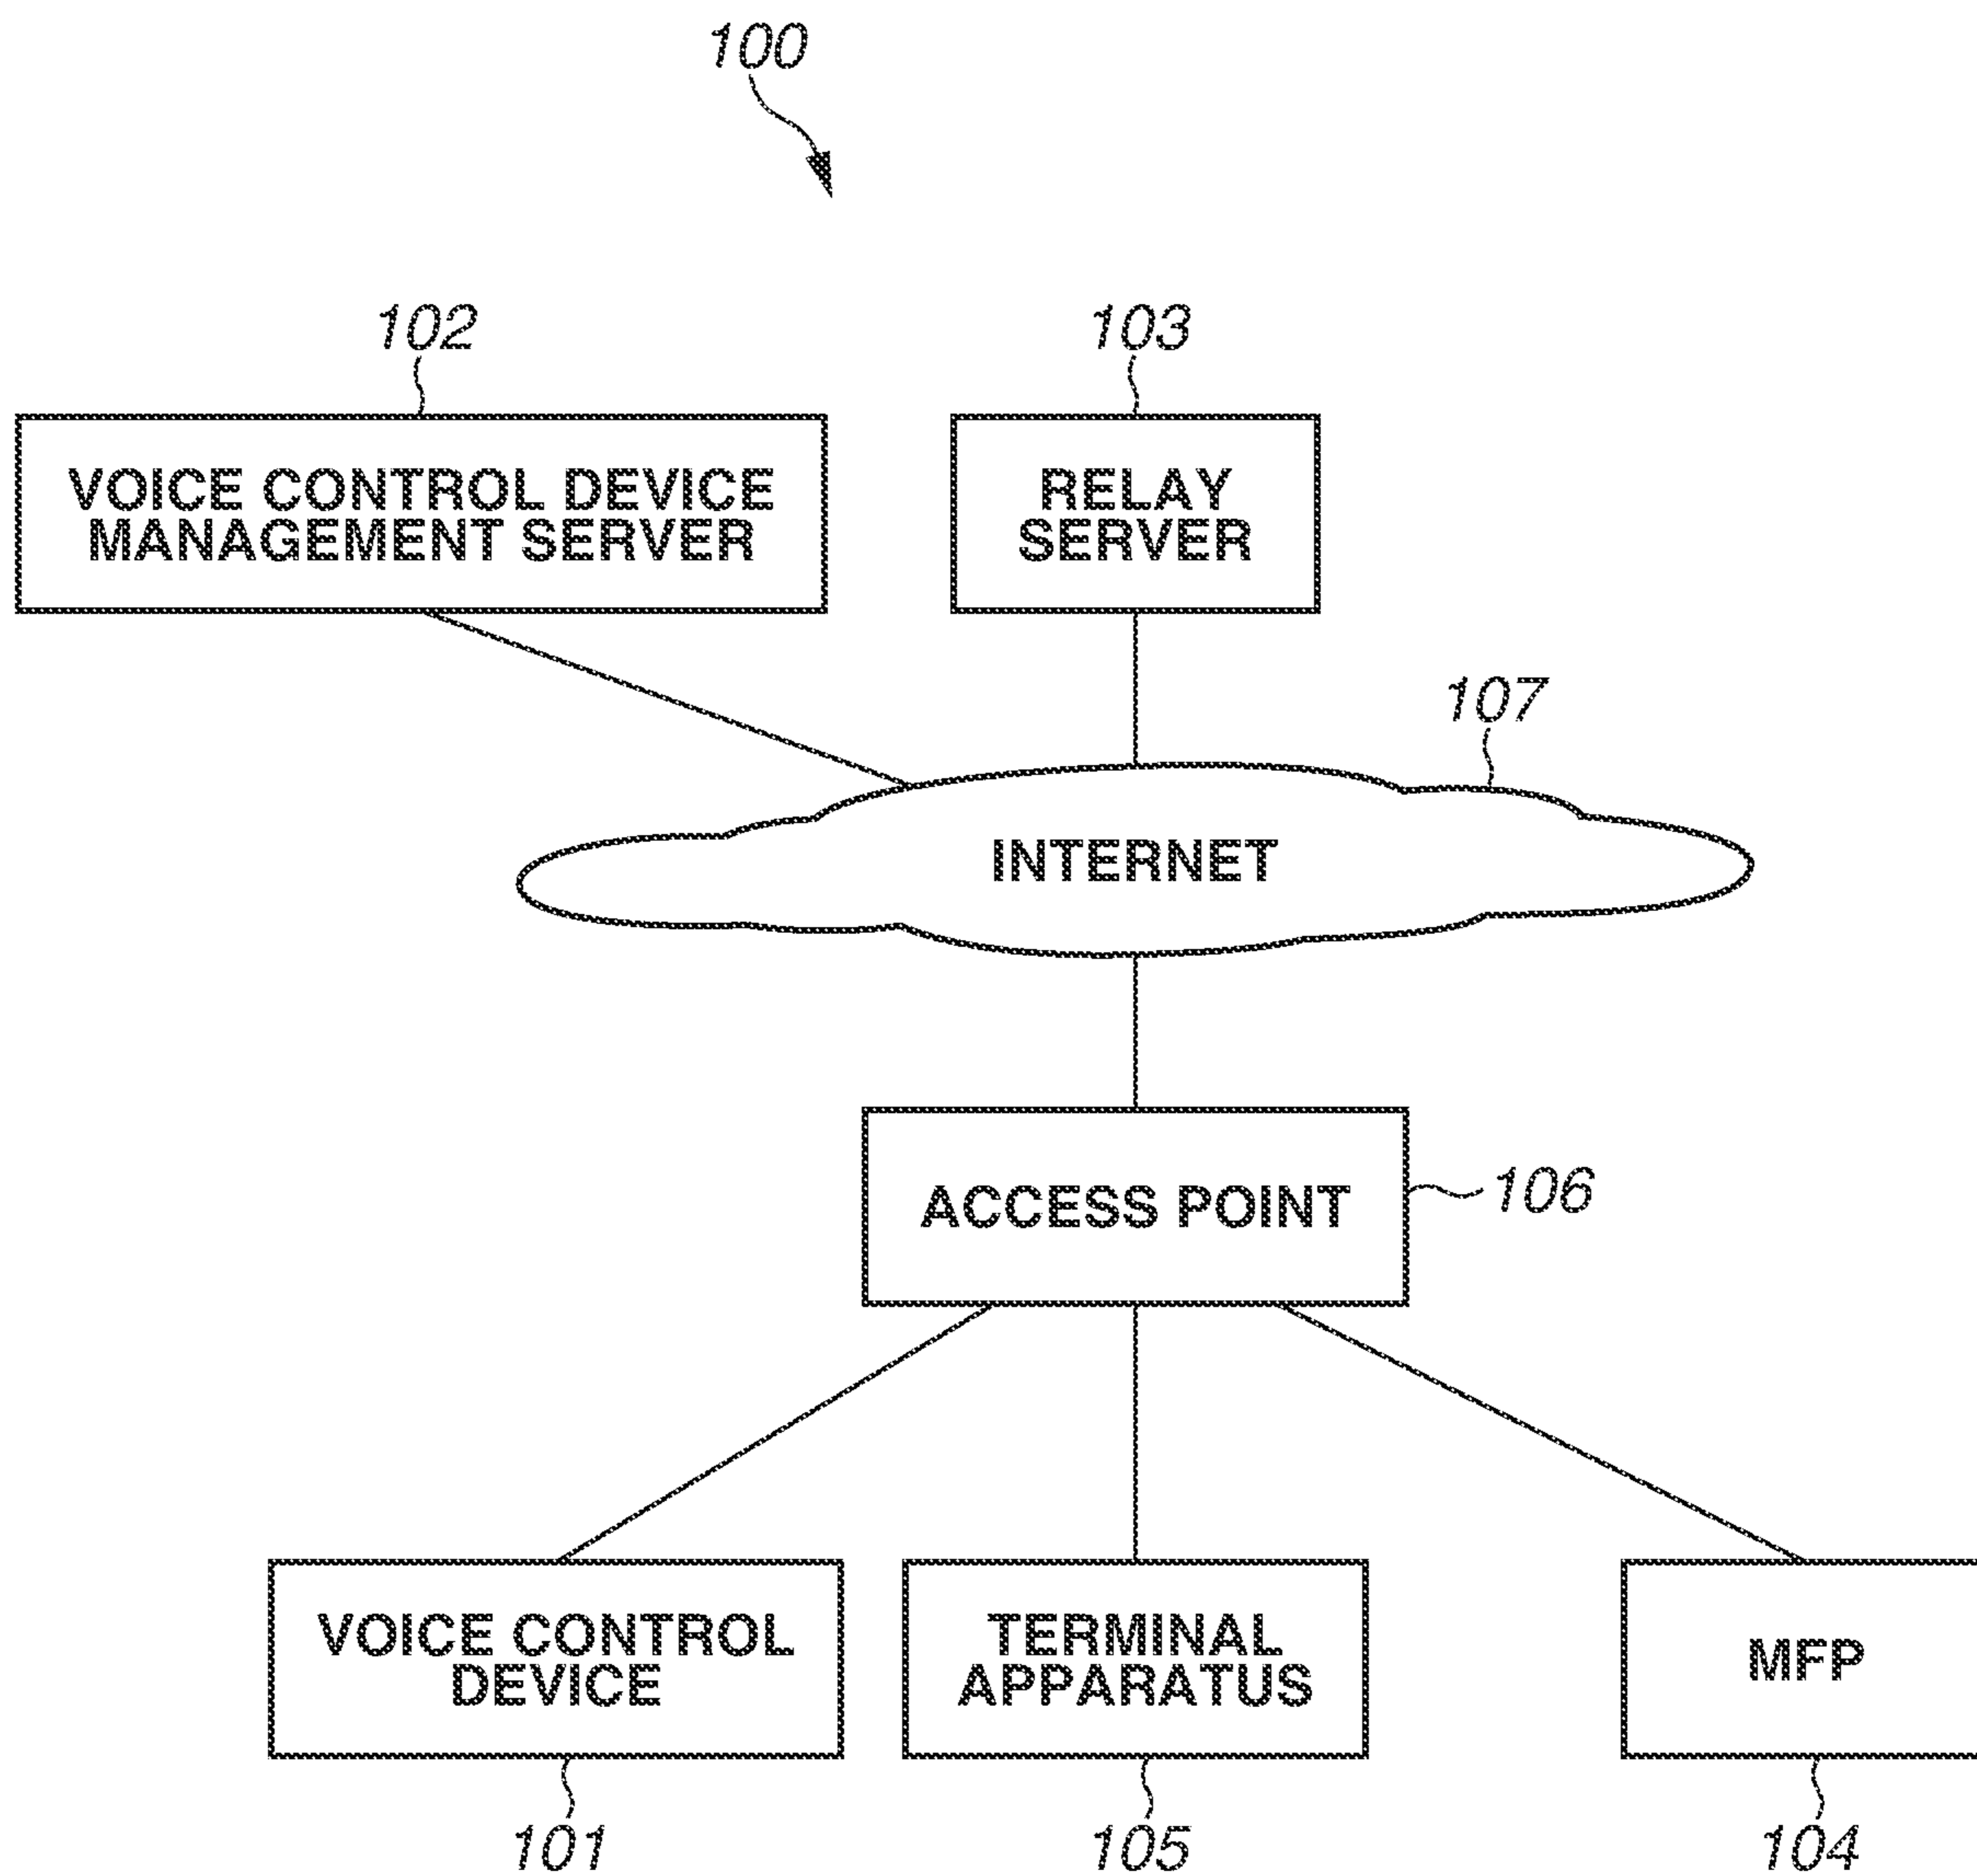 100
102
103
VOICE CONTROL DEVICE
MANAGEMENT SERVER
RELAY
SERVER
107
INTERNET
ACCESS POINT
106
VOICE CONTROL
DEVICE
TERMINAL
APPARATUS
MFP
101
105
104